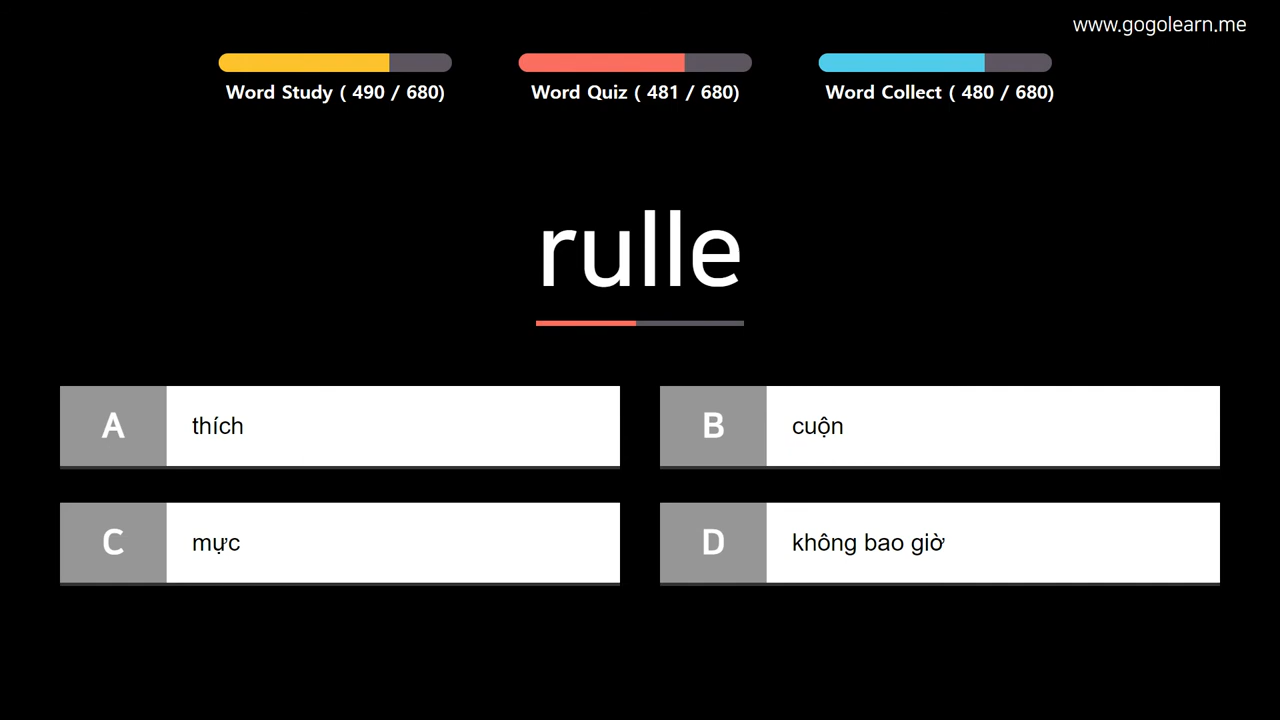 www.gogolearn.me
Word Study ( 490 / 680)
Word Quiz ( 481 / 680)
Word Collect ( 480 / 680)
rulle
A thích
B cuộn
C mực
D không bao giờ